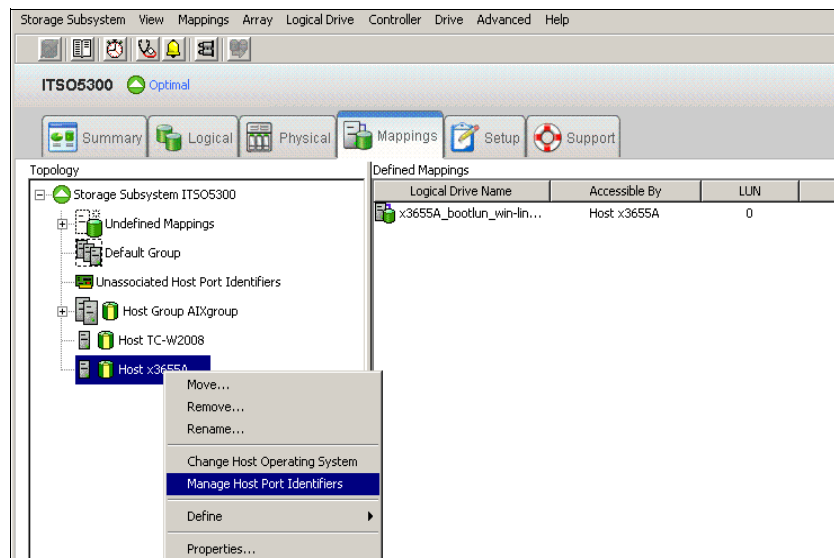 Storage Subsystem View Mappings Array Logical Drive Controller Drive Advanced Help
ITSO5300 Optimal
Summary Logical Physical Mappings Setup Support
Topology
Defined Mappings
Logical Drive Name Accessible By LUN
x3655A_bootlun_win-lin... Host x3655A 0
Storage Subsystem ITSO5300
Undefined Mappings
Default Group
Unassociated Host Port Identifiers
Host Group AIXgroup
Host TC-W2008
Host x3655A
Move...
Remove...
Rename...
Change Host Operating System
Manage Host Port Identifiers
Define
Properties...